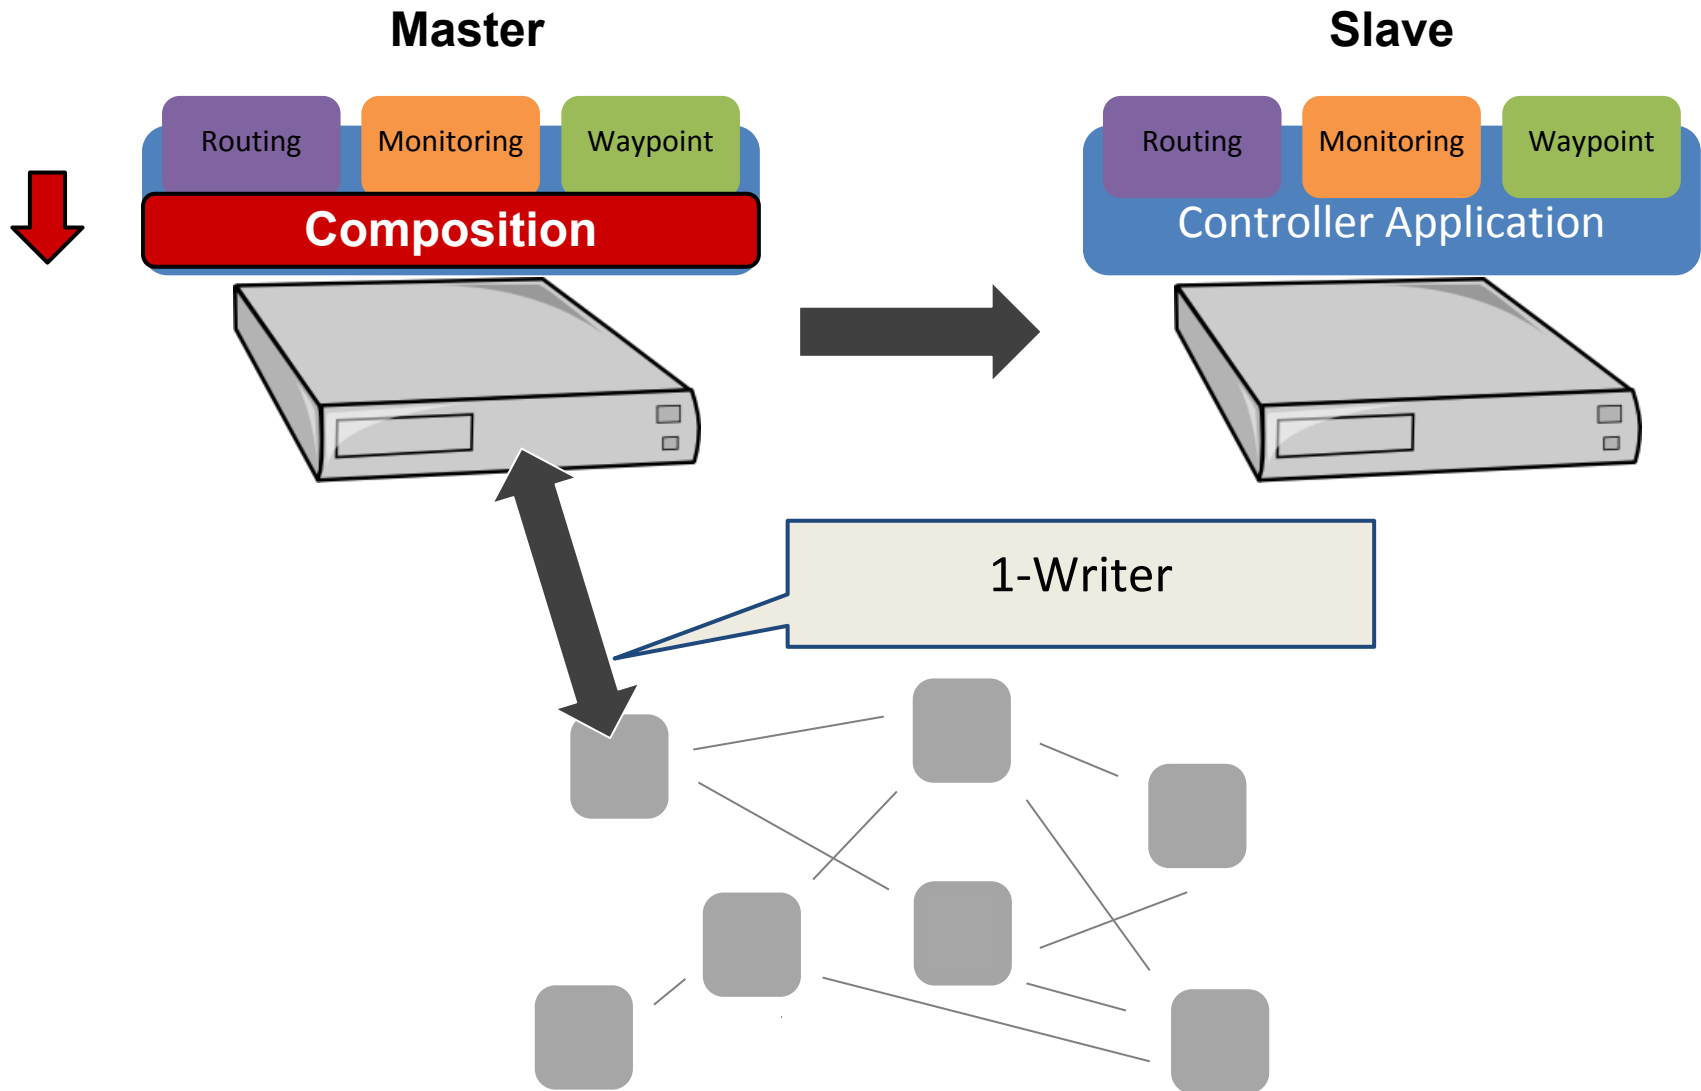 Master
Slave
Routing
Monitoring
Waypoint
Composition
Routing
Monitoring
Waypoint
Controller Application
1-Writer